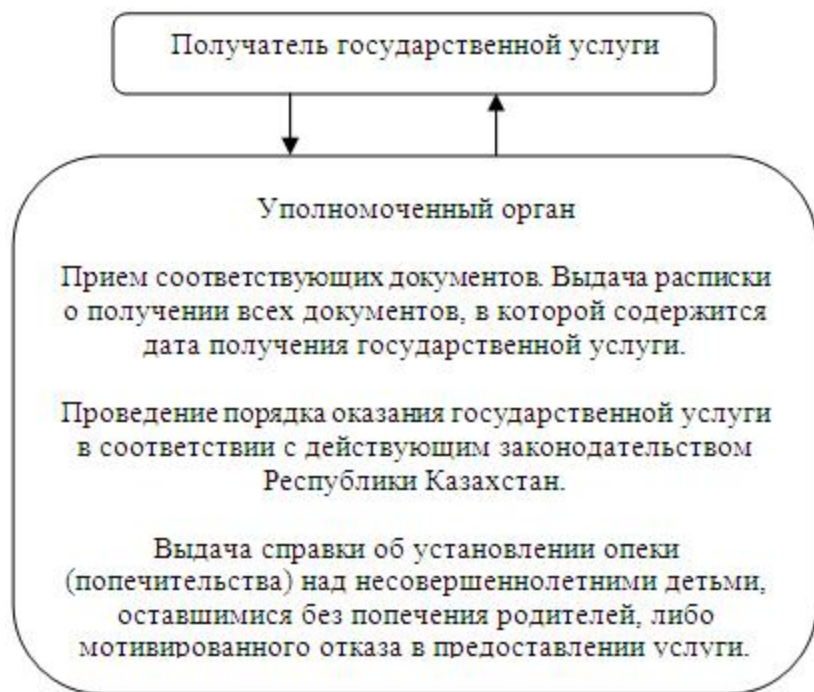 Получатель государственной услуги
Уполномоченный орган
Прием соответствующих документов. Выдача расписки
о получении всех документов, в которой содержится
дата получения государственной услуги.
Проведение порядка оказания государственной услуги
в соответствии с действующим законодательством
Республики Казахстан.
Выдача справки об установлении опеки
(попечительства) над несовершеннолетними детьми,
оставшимися без попечения родителей, либо
мотивированного отказа в предоставлении услуги.